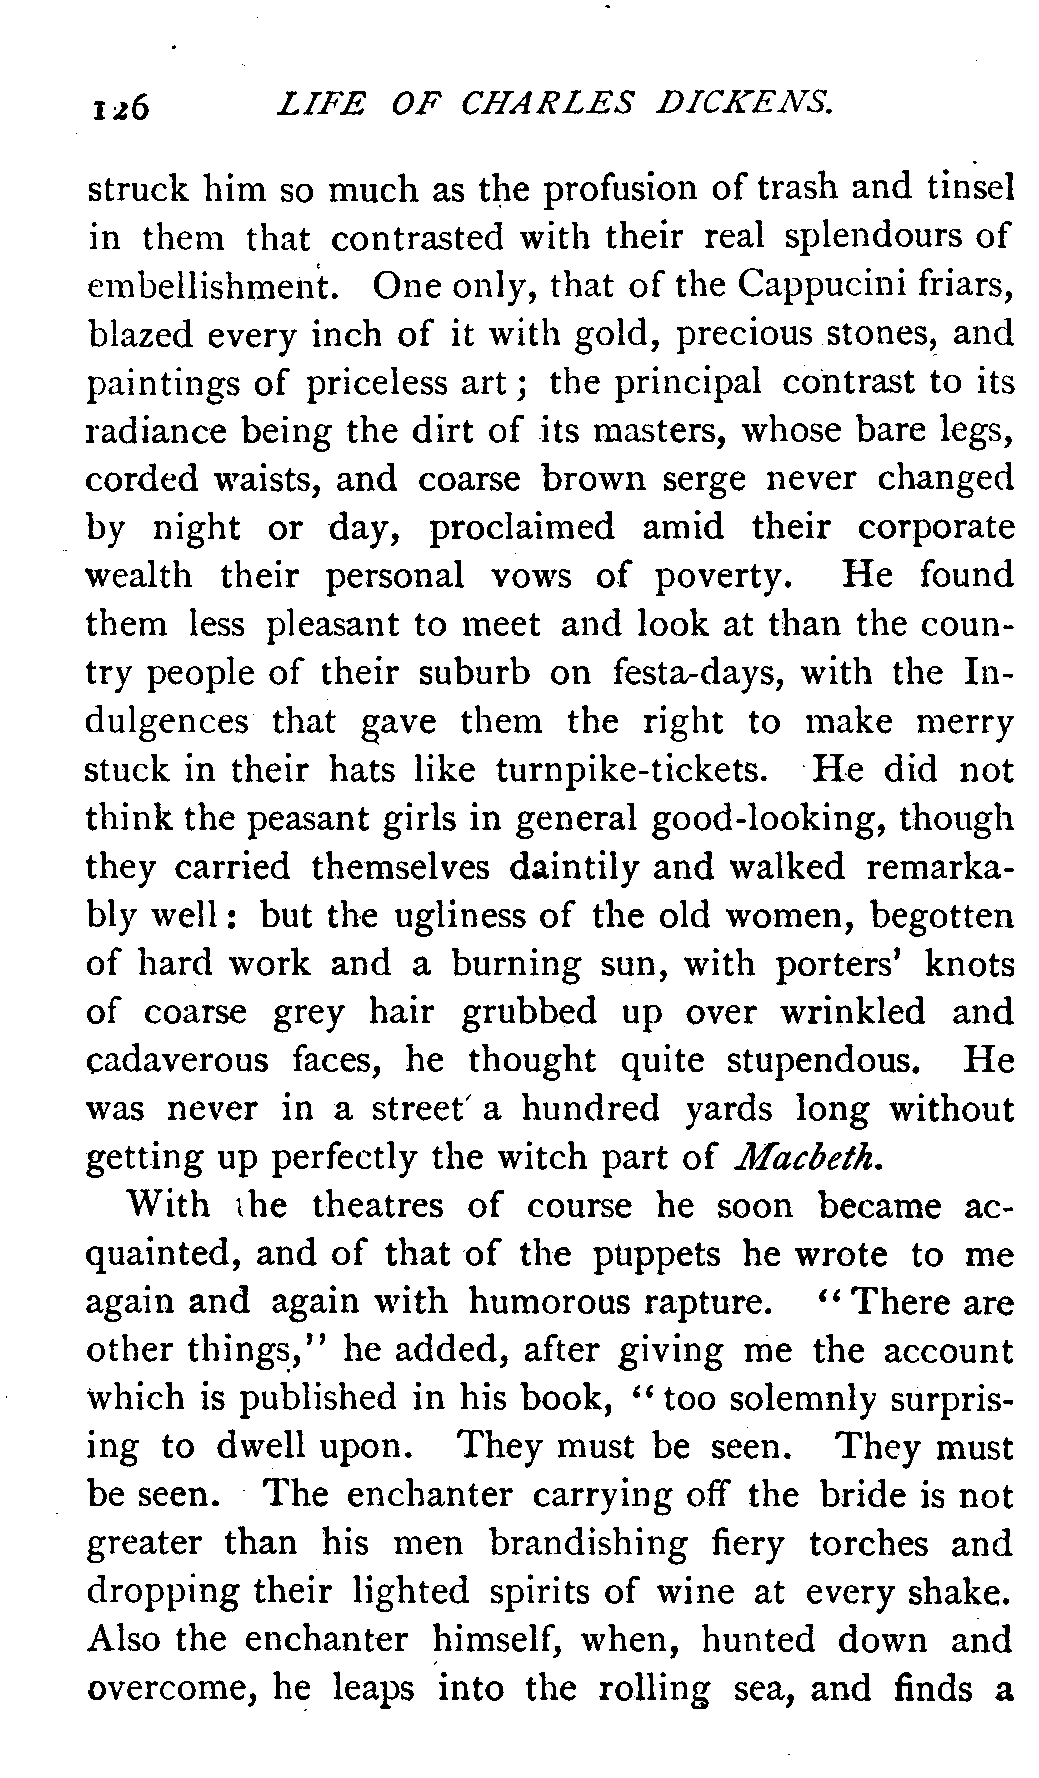 126 LIFE OF CHARLES DICKENS.
struck him so much as the profusion of trash and tinsel
in them that contrasted with their real splendours of
embellishment. One only, that of the Cappucini friars,
blazed every inch of it with gold, precious stones, and
paintings of priceless art; the principal contrast to its
radiance being the dirt of its masters, whose bare legs,
corded waists, and coarse brown serge never changed
by night or day, proclaimed amid their corporate
wealth their personal vows of poverty. He found
them less pleasant to meet and look at than the coun-
try people of their suburb on festa-days, with the In-
dulgences that gave them the right to make merry
stuck in their hats like turnpike-tickets. He did not
think the peasant girls in general good-looking, though
they carried themselves daintily and walked remarka-
bly well: but the ugliness of the old women, begotten
of hard work and a burning sun, with porters' knots
of coarse grey hair grubbed up over wrinkled and
cadaverous faces, he thought quite stupendous. He
was never in a street a hundred yards long without
getting up perfectly the witch part of Macbeth.
With the theatres of course he soon became ac-
quainted, and of that of the puppets he wrote to me
again and again with humorous rapture. "There are
other things," he added, after giving me the account
which is published in his book, "too solemnly surpris-
ing to dwell upon. They must be seen. They must
be seen. The enchanter carrying off the bride is not
greater than his men brandishing fiery torches and
dropping their lighted spirits of wine at every shake.
Also the enchanter himself, when, hunted down and
overcome, he leaps into the rolling sea, and finds a